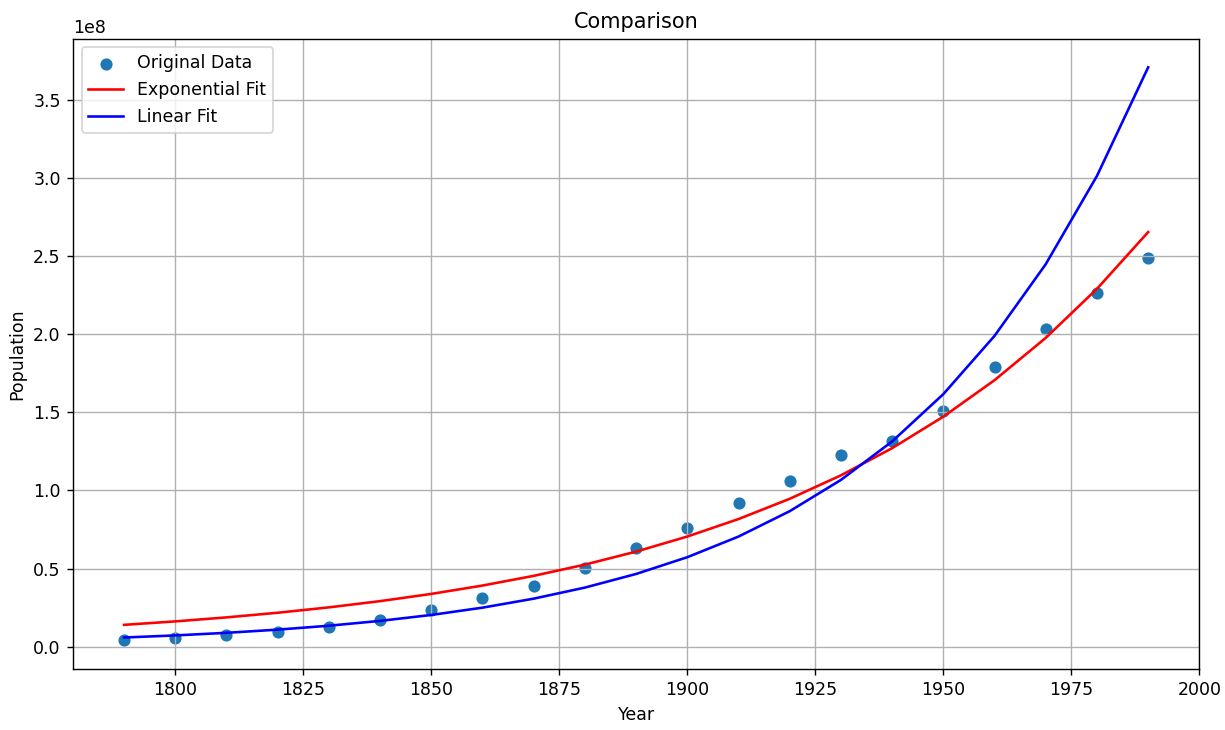 Comparison
1e8
Original Data
Exponential Fit
Linear Fit
3.5
3.0
2.5
2.0
1.5
1.0
0.5
0.0
Population
1800 1825 1850 1875 1900 1925 1950 1975 2000
Year